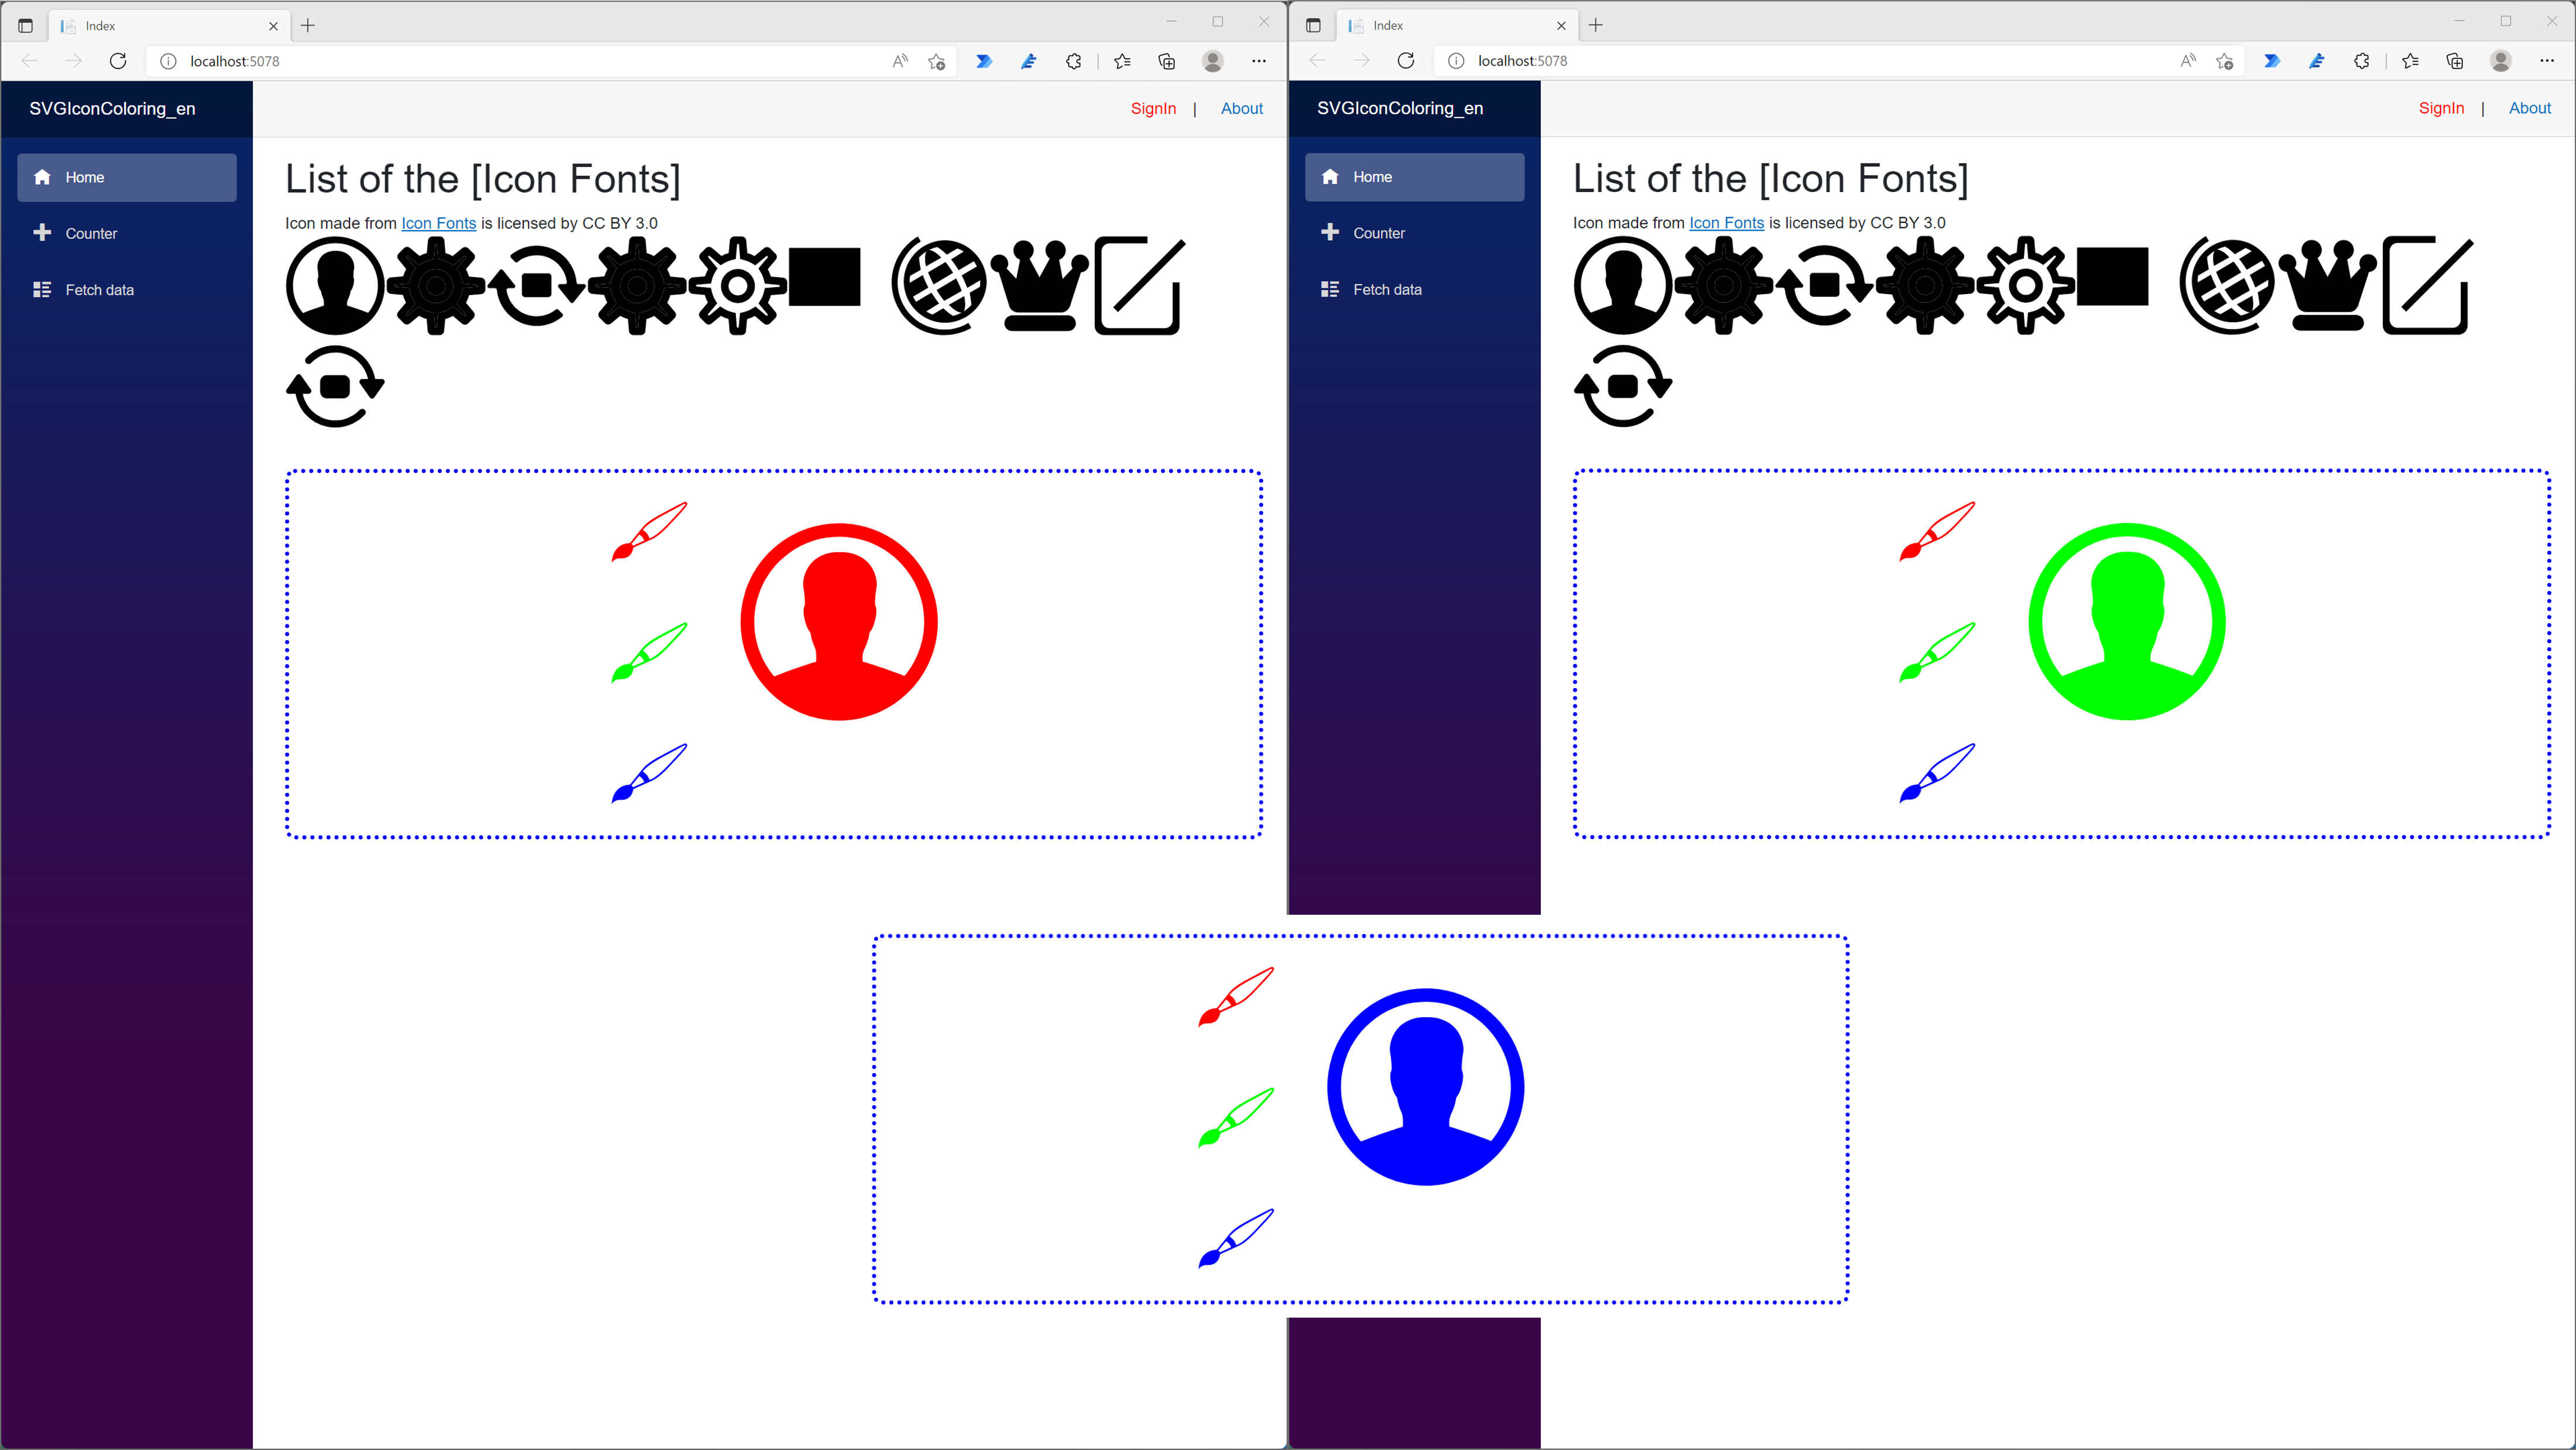 Index
localhost:5078
SVGIconColoring_en
SignIn | About
Home
Counter
Fetch data
List of the [Icon Fonts]
Icon made from Icon Fonts is licensed by CC BY 3.0
Index
localhost:5078
SVGIconColoring_en
SignIn | About
Home
Counter
Fetch data
List of the [Icon Fonts]
Icon made from Icon Fonts is licensed by CC BY 3.0